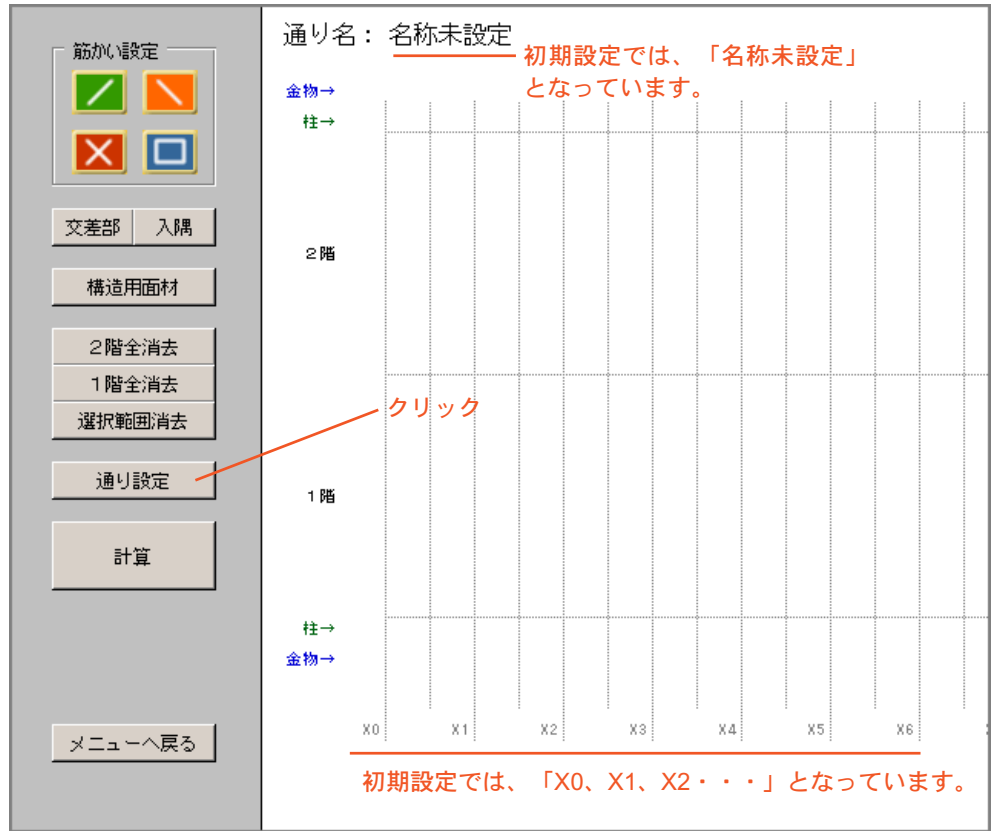 筋かい設定
交差部 入隅
構造用面材
２階全消去
１階全消去
選択範囲消去
通り設定
計算
メニューへ戻る
通り名： 名称未設定
初期設定では、「名称未設定」
となっています。
金物→
柱→
２階
クリック
１階
柱→
金物→
X0 X1 X2 X3 X4 X5 X6
初期設定では、「X0、X1、X2・・・」となっています。